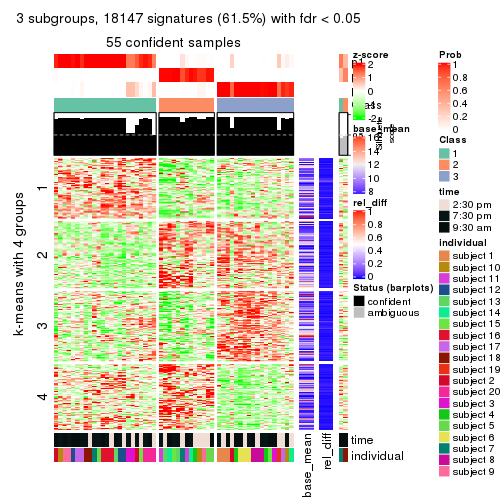 3 subgroups, 18147 signatures (61.5%) with fdr < 0.05
55 confident samples
k-means with 4 groups
1
2
3
4
z-score
2
1
0
-1
-2
base_mean
16
14
12
10
8
rel_diff
1
0.8
0.6
0.4
0.2
0
Status (barplots)
confident
ambiguous
Silhouette score
time
individual
base_mean
rel_diff
Prob
1
0.8
0.6
0.4
0.2
0
Class
1
2
3
time
2:30 pm
7:30 pm
9:30 am
individual
subject 1
subject 10
subject 11
subject 12
subject 13
subject 14
subject 15
subject 16
subject 17
subject 18
subject 19
subject 2
subject 20
subject 3
subject 4
subject 5
subject 6
subject 7
subject 8
subject 9